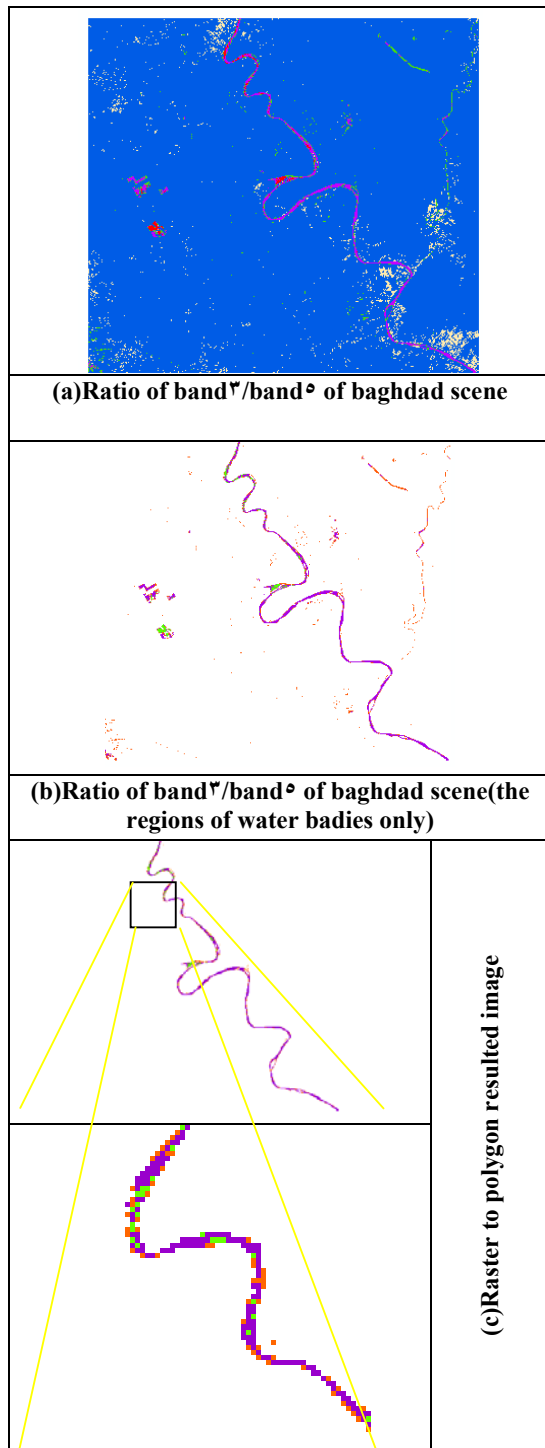 (a)Ratio of band٣/band٥ of baghdad scene
(b)Ratio of band٣/band٥ of baghdad scene(the
regions of water badies only)
(c)Raster to polygon resulted image